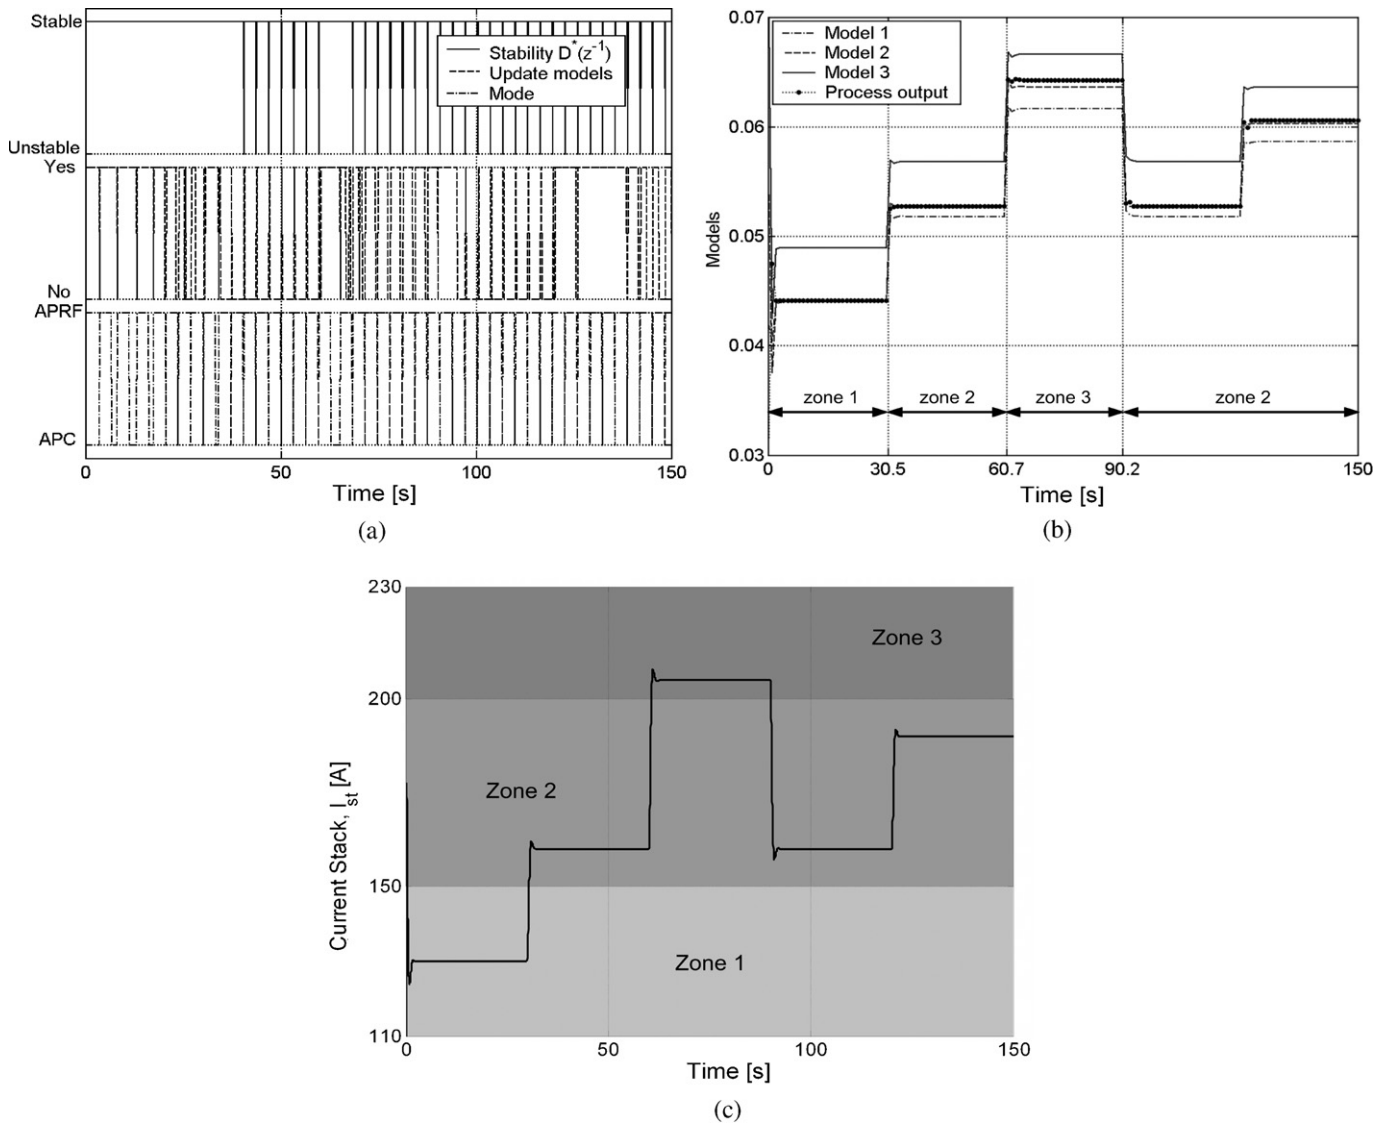 Stable
Stability D*(z⁻¹)
Update models
Mode
Unstable
Yes
No
APRF
APC
0 50 100 150
Time [s]
(a)
0.07
Model 1
Model 2
Model 3
Process output
0.06
Models
0.05
0.04
zone 1 zone 2 zone 3 zone 2
0.03
0 30.5 60.7 90.2 150
Time [s]
(b)
230
Zone 3
200
Zone 2
Current Stack, I_st [A]
150
Zone 1
110
0 50 100 150
Time [s]
(c)